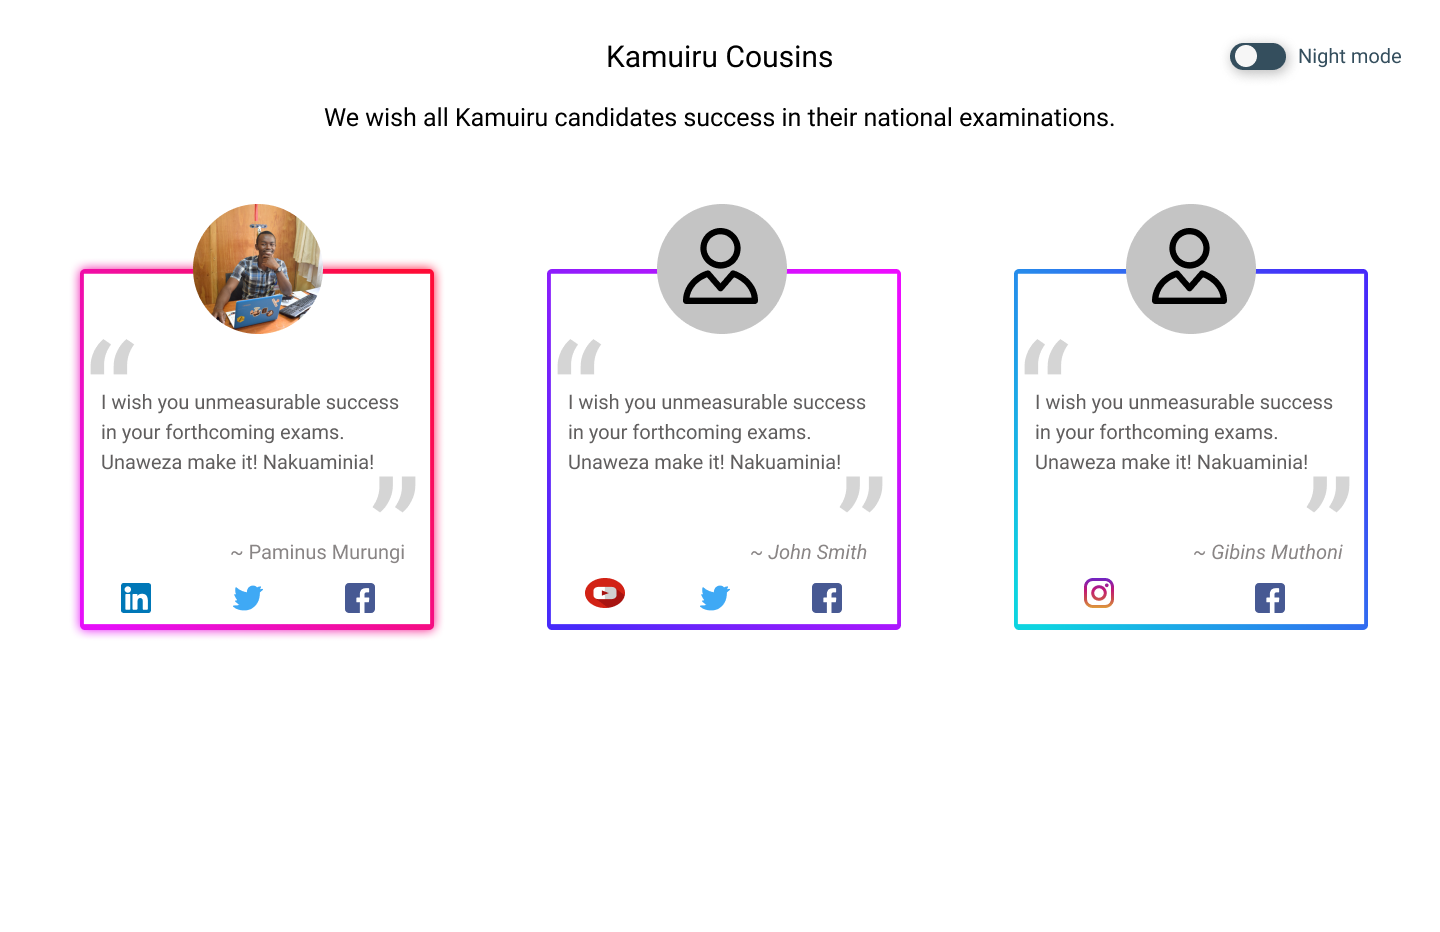 Kamuiru Cousins
Night mode
We wish all Kamuiru candidates success in their national examinations.
“
I wish you unmeasurable success
in your forthcoming exams.
Unaweza make it! Nakuaminia!
”
~ Paminus Murungi
in
“
I wish you unmeasurable success
in your forthcoming exams.
Unaweza make it! Nakuaminia!
”
~ John Smith
“
I wish you unmeasurable success
in your forthcoming exams.
Unaweza make it! Nakuaminia!
”
~ Gibins Muthoni